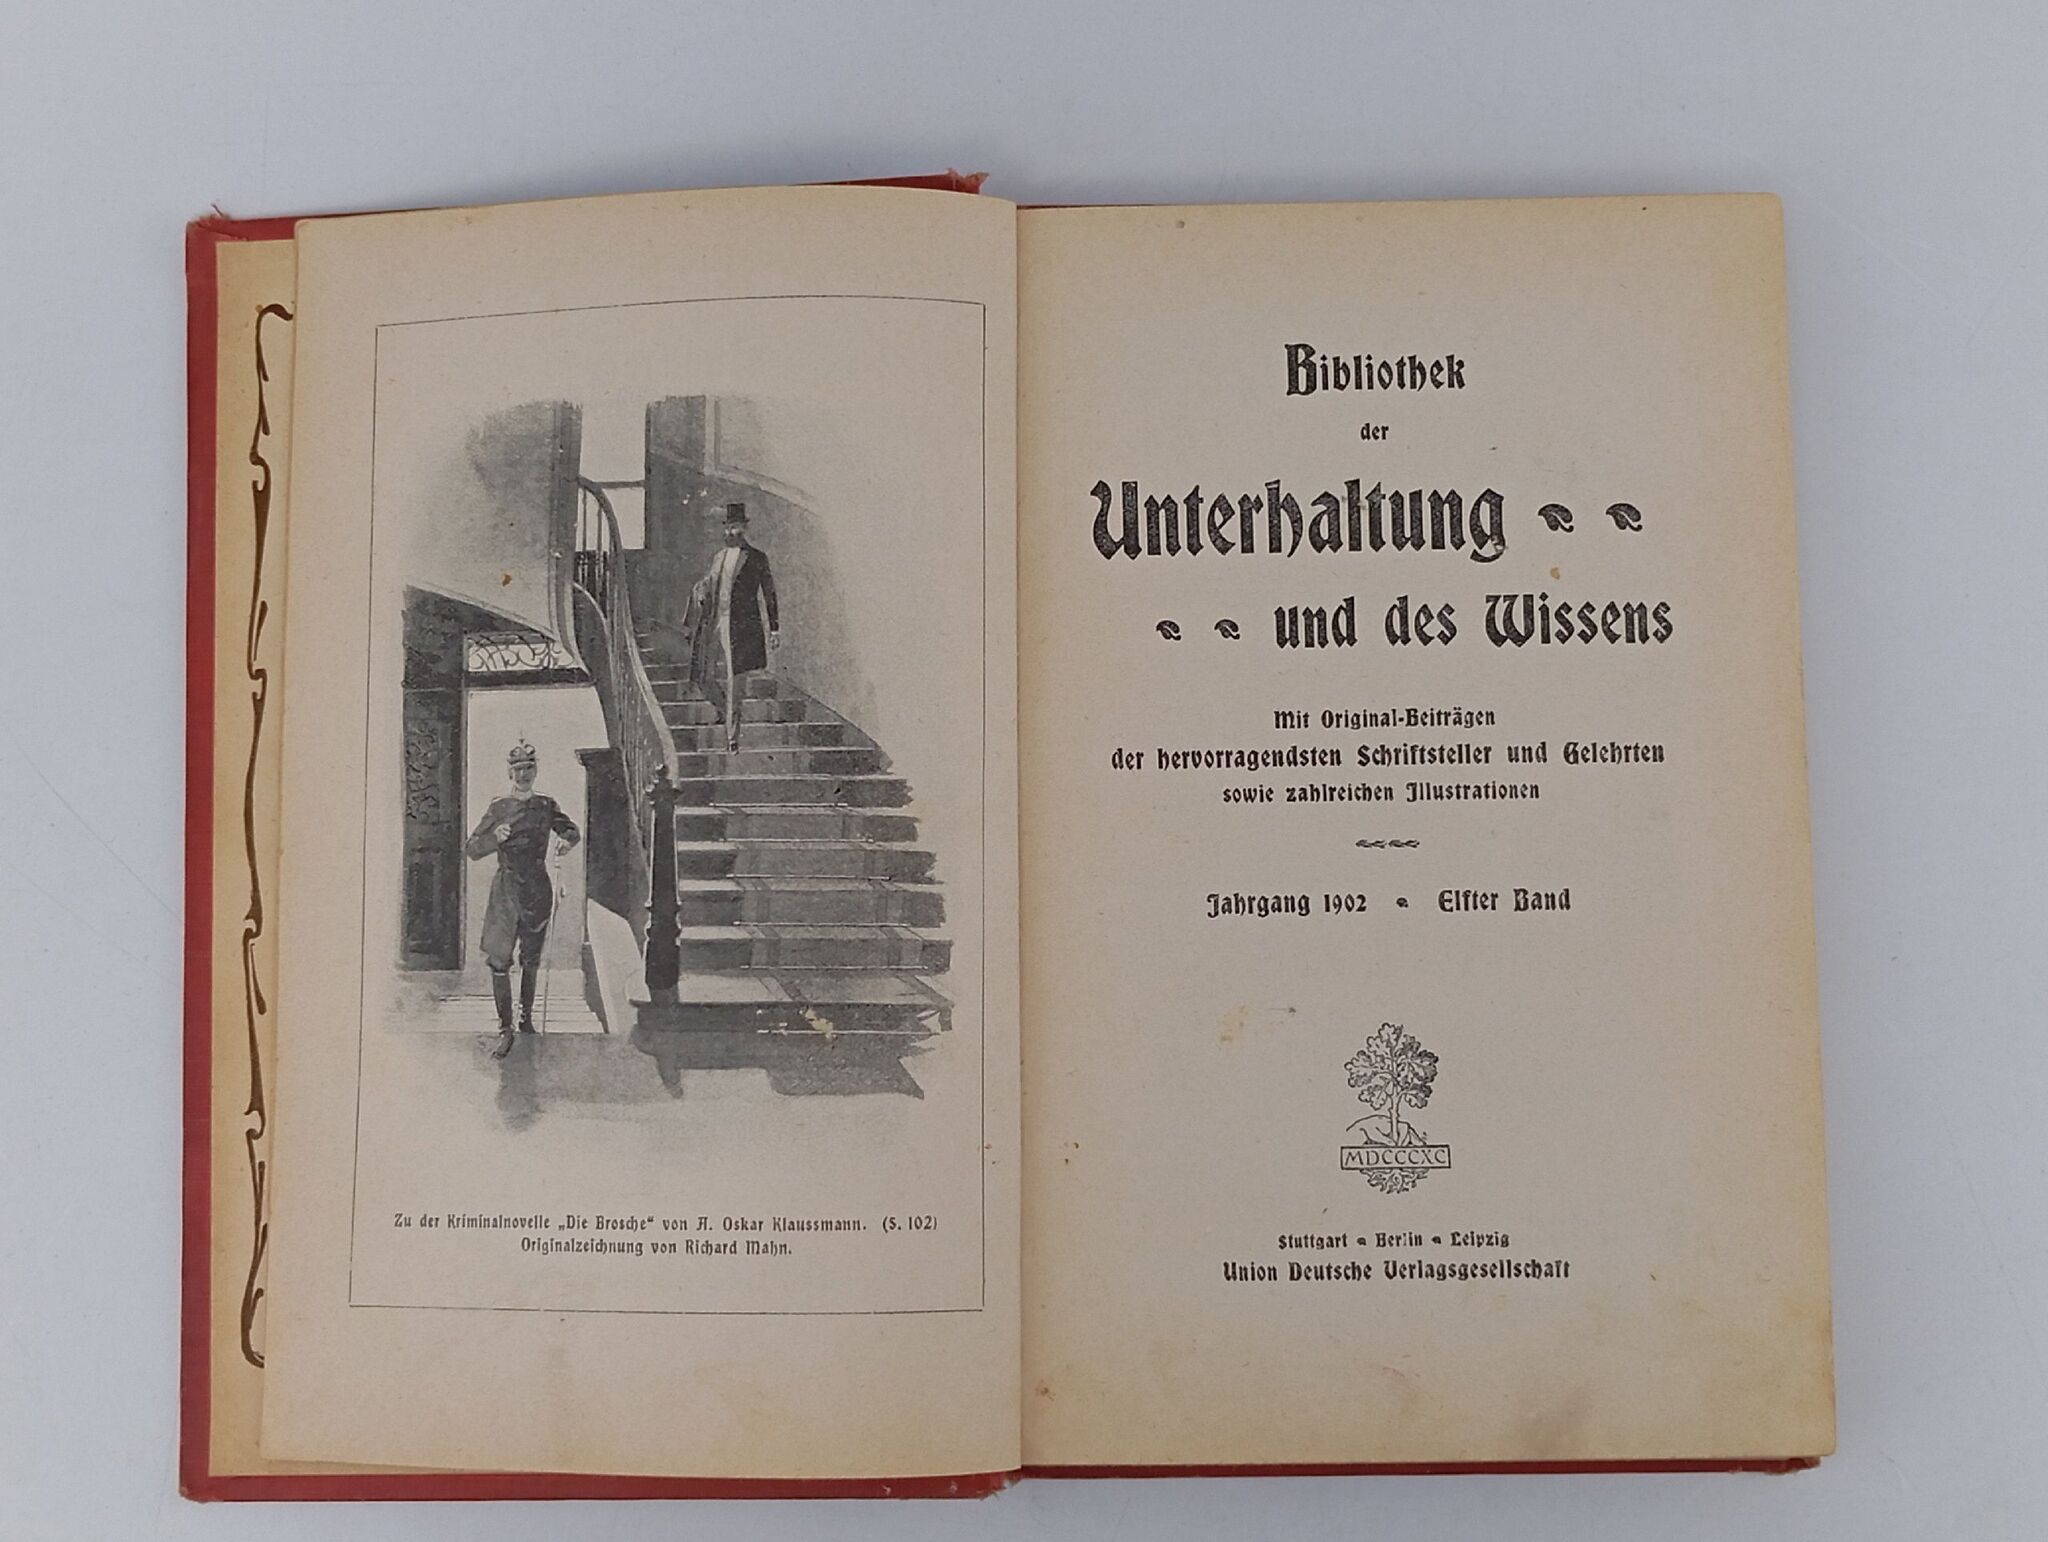 Zu der Kriminalnovelle „Die Brosche“ von A. Oskar Klaussmann. (S. 102)
Originalzeichnung von Richard Mahn.
Bibliothek
der
Unterhaltung
und des Wissens
Mit Original-Beiträgen
der hervorragendsten Schriftsteller und Gelehrten
sowie zahlreichen Illustrationen
Jahrgang 1902 Elfter Band
MDCCCXC
Stuttgart Berlin Leipzig
Union Deutsche Verlagsgesellschaft